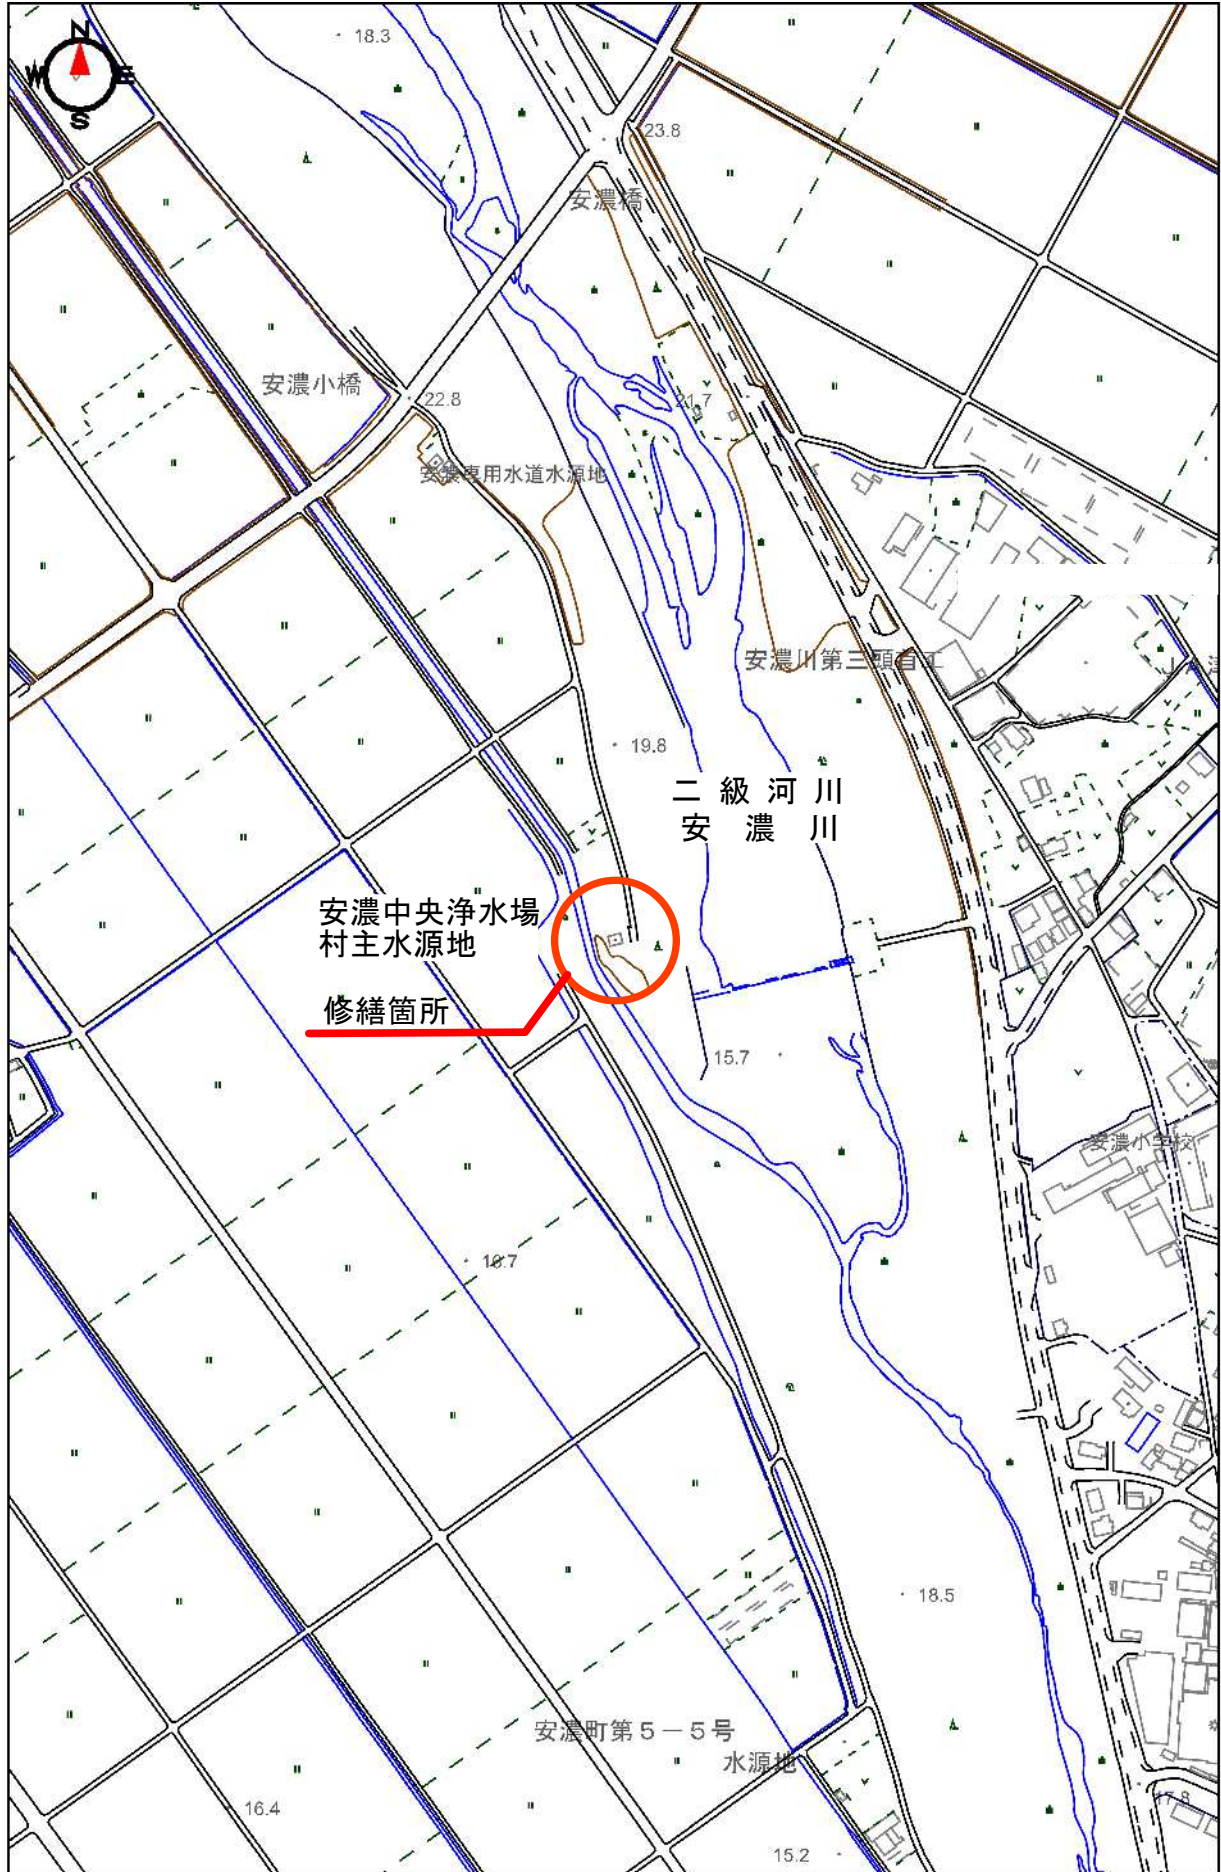 N
W
E
S
18.3
23.8
安濃橋
安濃小橋
22.8
21.7
安濃専用水道水源地
安濃川第三頭首工
19.8
二級河川
安濃川
安濃中央浄水場
村主水源地
修繕箇所
15.7
安濃小学校
16.7
18.5
安濃町第5-5号
水源地
16.4
17.8
15.2